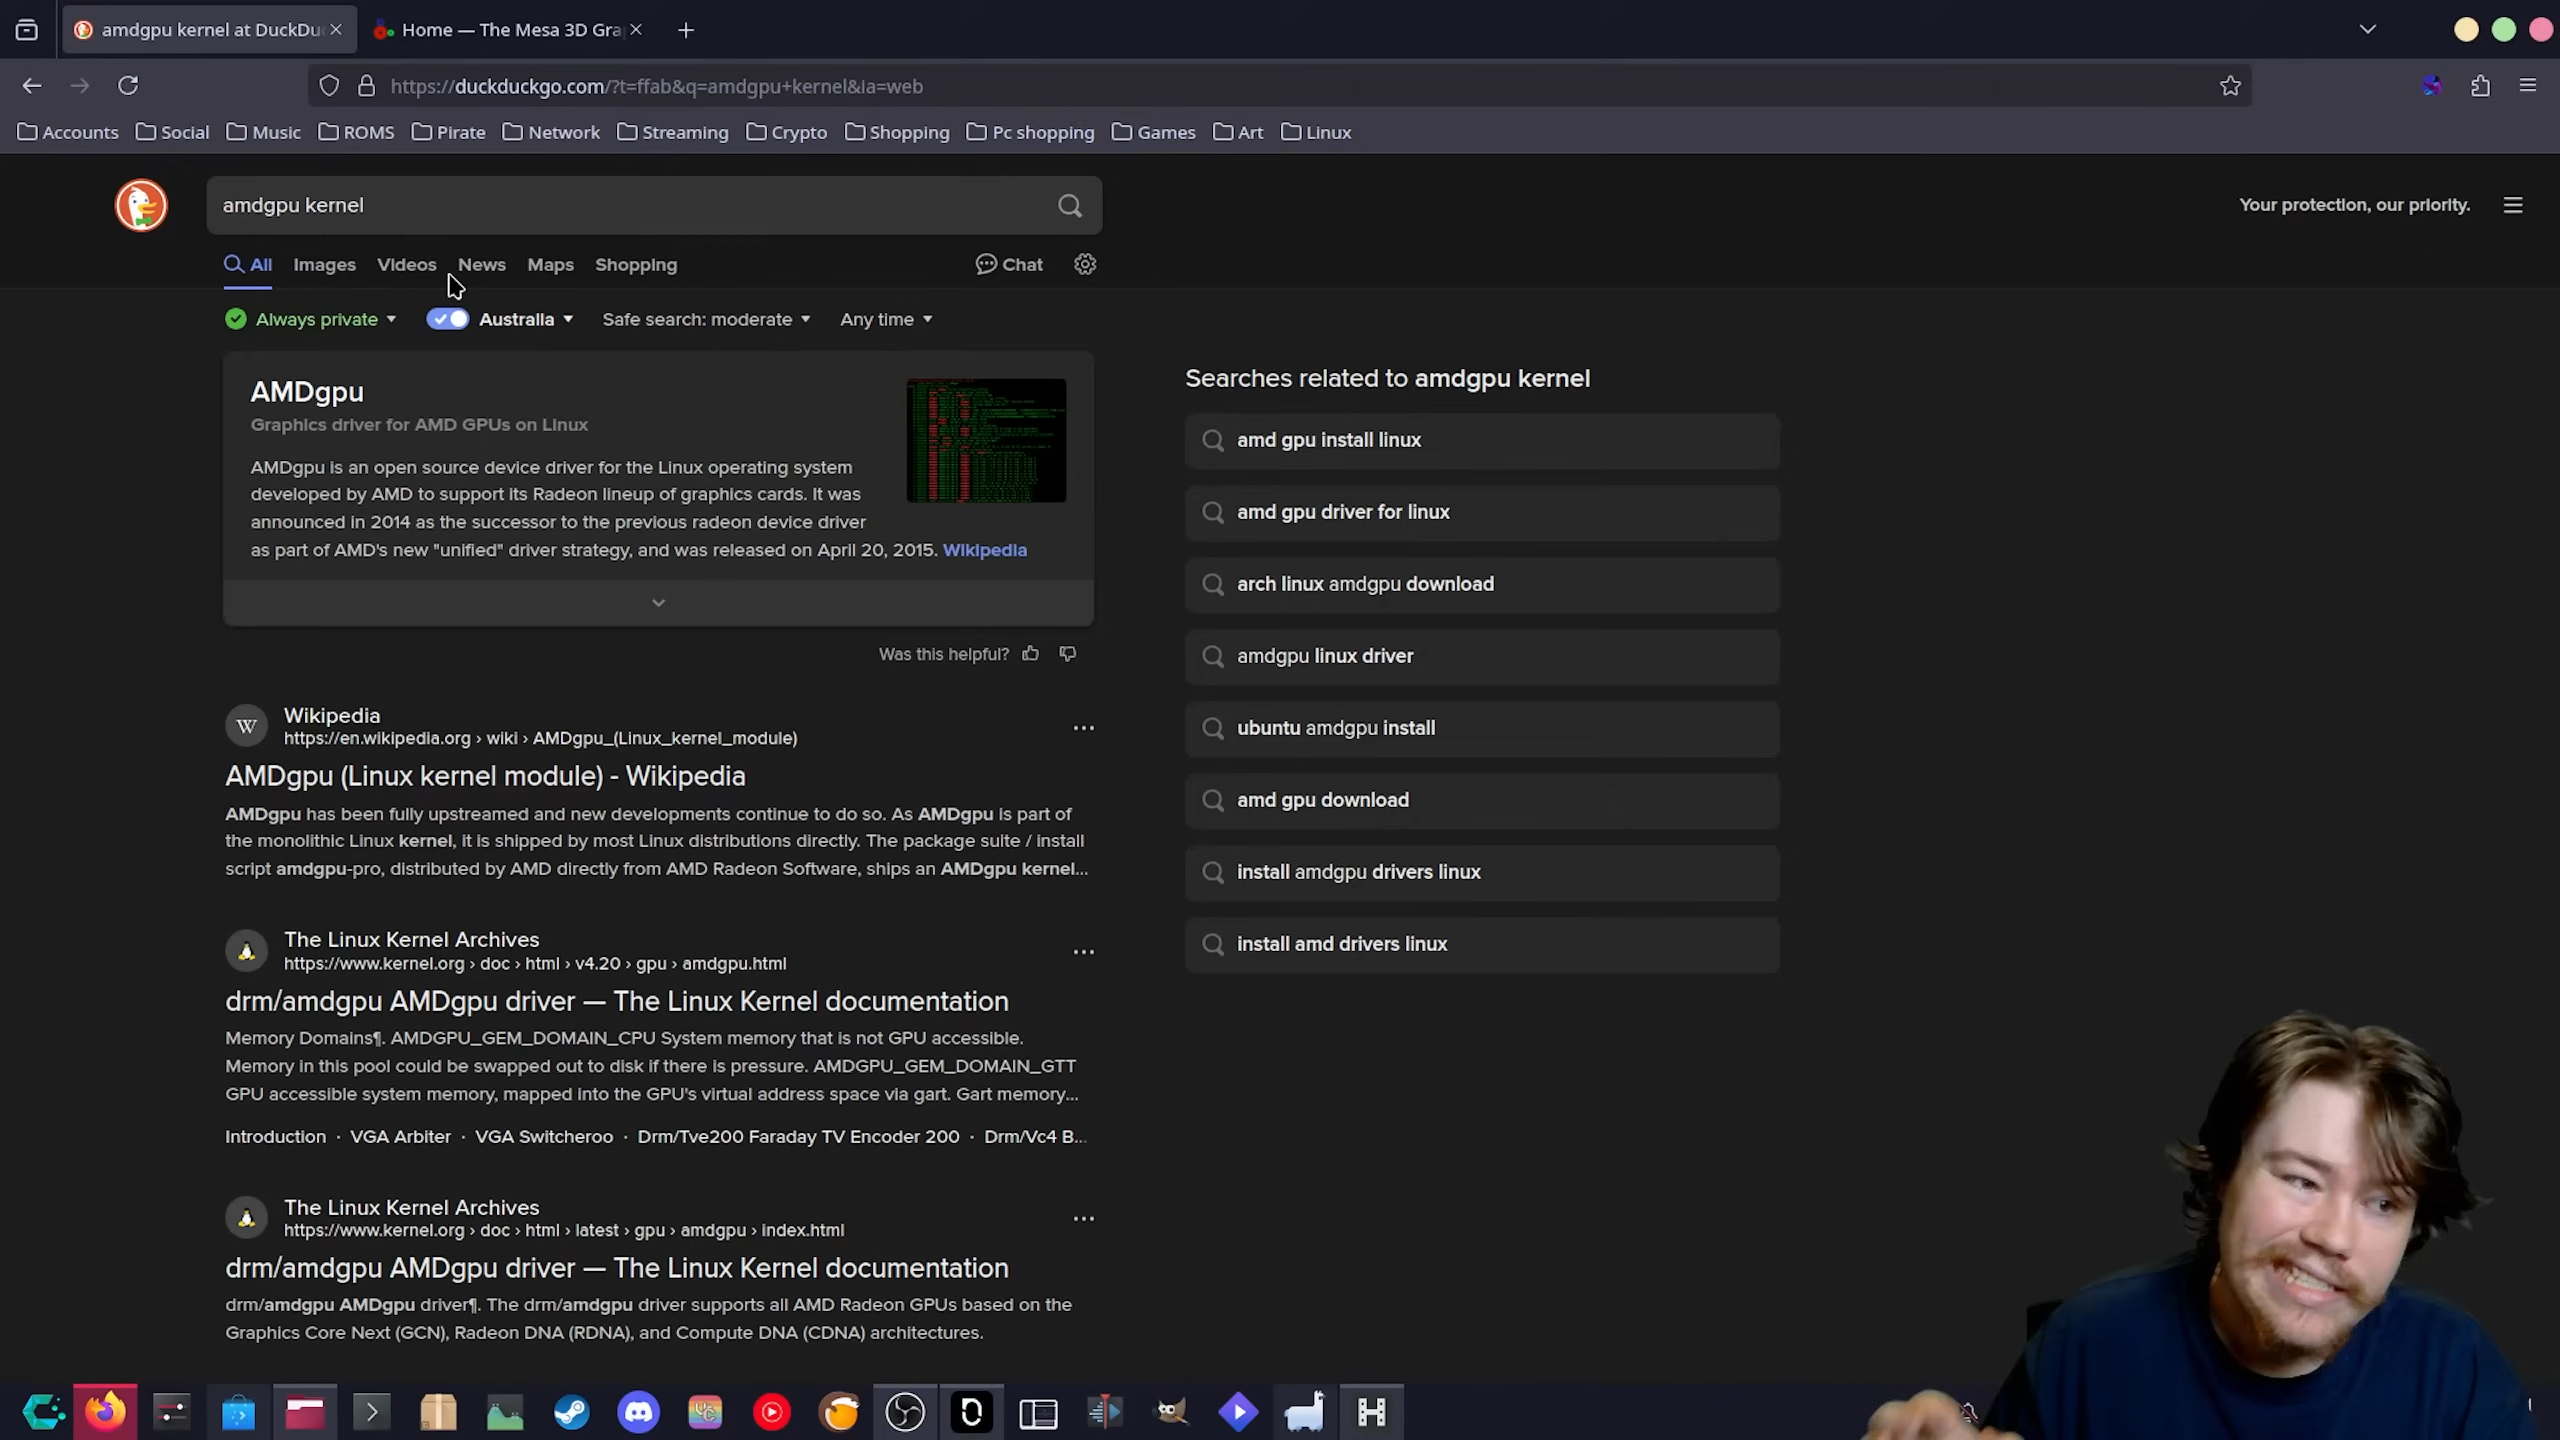 amdgpu kernel at DuckDu
Home — The Mesa 3D Gra
https://duckduckgo.com/?t=ffab&q=amdgpu+kernel&ia=web
Accounts
Social
Music
ROMS
Pirate
Network
Streaming
Crypto
Shopping
Pc shopping
Games
Art
Linux
amdgpu kernel
Your protection, our priority.
All
Images
Videos
News
Maps
Shopping
Chat
Always private
Australia
Safe search: moderate
Any time
AMDgpu
Graphics driver for AMD GPUs on Linux
AMDgpu is an open source device driver for the Linux operating system
developed by AMD to support its Radeon lineup of graphics cards. It was
announced in 2014 as the successor to the previous radeon device driver
as part of AMD's new "unified" driver strategy, and was released on April 20, 2015. Wikipedia
Was this helpful?
W
Wikipedia
https://en.wikipedia.org › wiki › AMDgpu_(Linux_kernel_module)
AMDgpu (Linux kernel module) - Wikipedia
AMDgpu has been fully upstreamed and new developments continue to do so. As AMDgpu is part of
the monolithic Linux kernel, it is shipped by most Linux distributions directly. The package suite / install
script amdgpu-pro, distributed by AMD directly from AMD Radeon Software, ships an AMDgpu kernel...
The Linux Kernel Archives
https://www.kernel.org › doc › html › v4.20 › gpu › amdgpu.html
drm/amdgpu AMDgpu driver — The Linux Kernel documentation
Memory Domains¶. AMDGPU_GEM_DOMAIN_CPU System memory that is not GPU accessible.
Memory in this pool could be swapped out to disk if there is pressure. AMDGPU_GEM_DOMAIN_GTT
GPU accessible system memory, mapped into the GPU's virtual address space via gart. Gart memory...
Introduction · VGA Arbiter · VGA Switcheroo · Drm/Tve200 Faraday TV Encoder 200 · Drm/Vc4 B...
The Linux Kernel Archives
https://www.kernel.org › doc › html › latest › gpu › amdgpu › index.html
drm/amdgpu AMDgpu driver — The Linux Kernel documentation
drm/amdgpu AMDgpu driver¶. The drm/amdgpu driver supports all AMD Radeon GPUs based on the
Graphics Core Next (GCN), Radeon DNA (RDNA), and Compute DNA (CDNA) architectures.
Searches related to amdgpu kernel
amd gpu install linux
amd gpu driver for linux
arch linux amdgpu download
amdgpu linux driver
ubuntu amdgpu install
amd gpu download
install amdgpu drivers linux
install amd drivers linux